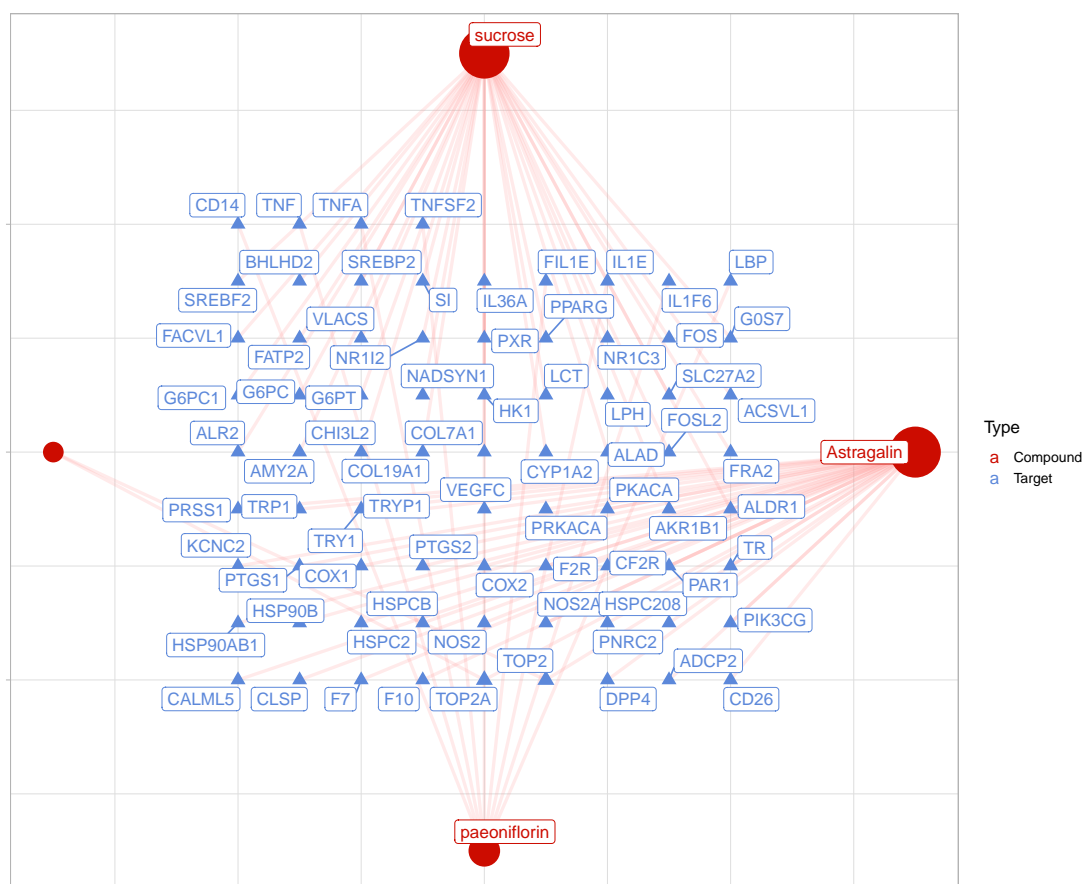 sucrose
CD14 TNF TNFA TNFSF2
BHLHD2 SREBP2 FIL1E IL1E LBP
SREBF2 SI IL36A PPARG IL1F6
VLACS G0S7
FACVL1 PXR FOS
FATP2 NR1I2 NR1C3
NADSYN1 LCT SLC27A2
G6PC1 G6PC G6PT HK1 LPH ACSVL1
FOSL2
ALR2 CHI3L2 COL7A1 Astragalin ALAD
AMY2A COL19A1 CYP1A2 FRA2
VEGFC PKACA
PRSS1 TRP1 TRYP1 ALDR1
TRY1 PRKACA AKR1B1
KCNC2 PTGS2 TR
PTGS1 COX1 COX2 F2R CF2R PAR1
HSP90B HSPCB NOS2A HSPC208
HSP90AB1 HSPC2 NOS2 PNRC2 PIK3CG
TOP2 ADCP2
CALML5 CLSP F7 F10 TOP2A DPP4 CD26
paeoniflorin
Type
a Compound
a Target